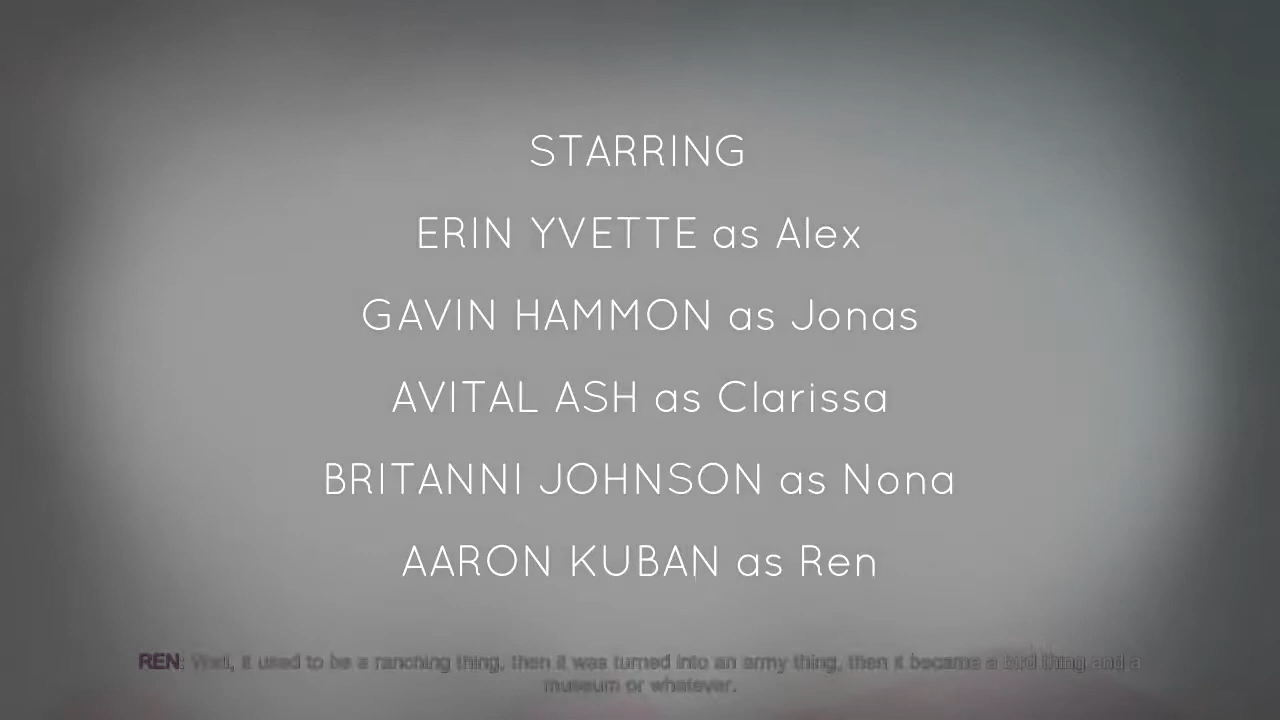 STARRING
ERIN YVETTE as Alex
GAVIN HAMMON as Jonas
AVITAL ASH as Clarissa
BRITANNI JOHNSON as Nona
AARON KUBAN as Ren
REN: Well, it used to be a ranching thing, then it was turned into an army thing, then it became a bird thing and a
museum or whatever.